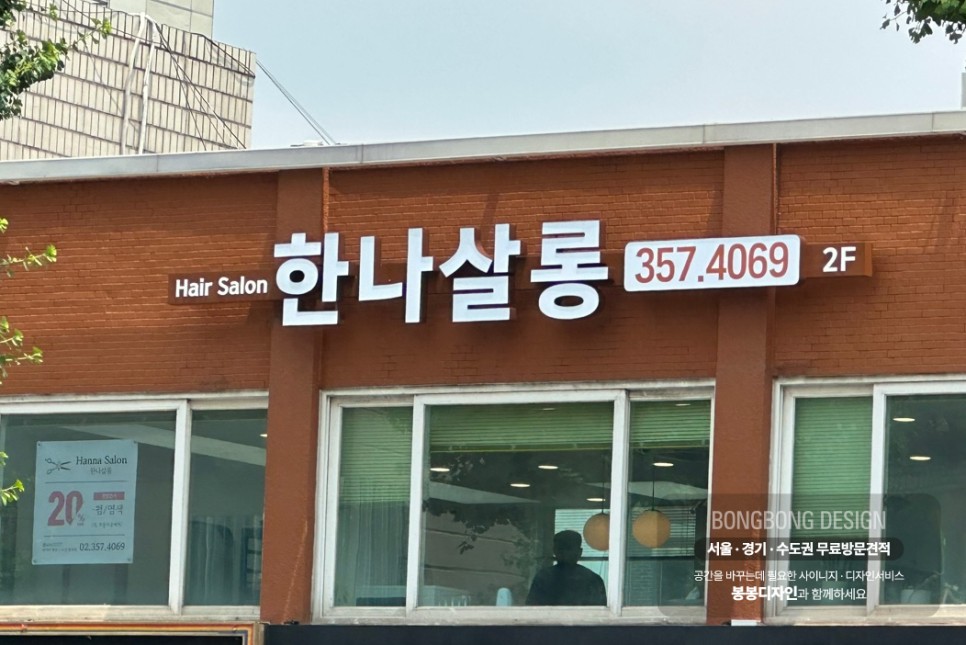 Hair Salon 한나살롱 357.4069 2F
Hanna Salon
한나살롱
20%
펌/염색
02.357.4069
BONGBONG DESIGN
서울·경기·수도권 무료방문견적
공간을 바꾸는데 필요한 사이니지·디자인서비스
봉봉디자인과 함께하세요